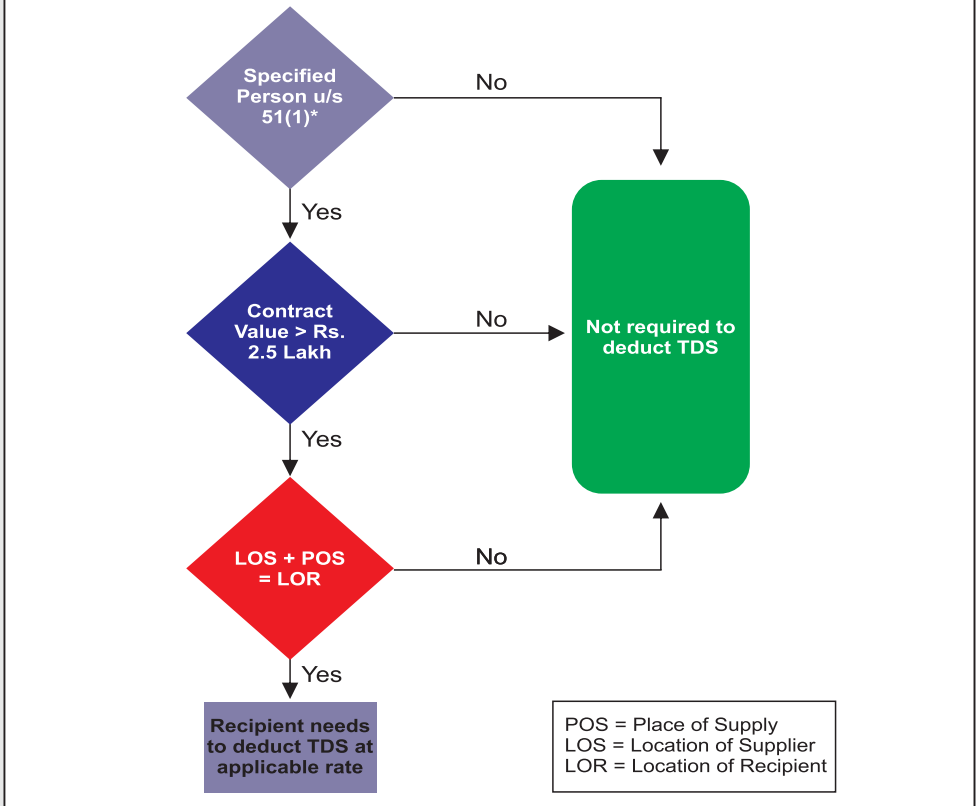 Specified
Person u/s
51(1)*
No
Yes
Contract
Value > Rs.
2.5 Lakh
No
Not required to
deduct TDS
Yes
LOS + POS
= LOR
No
Yes
Recipient needs
to deduct TDS at
applicable rate
POS = Place of Supply
LOS = Location of Supplier
LOR = Location of Recipient